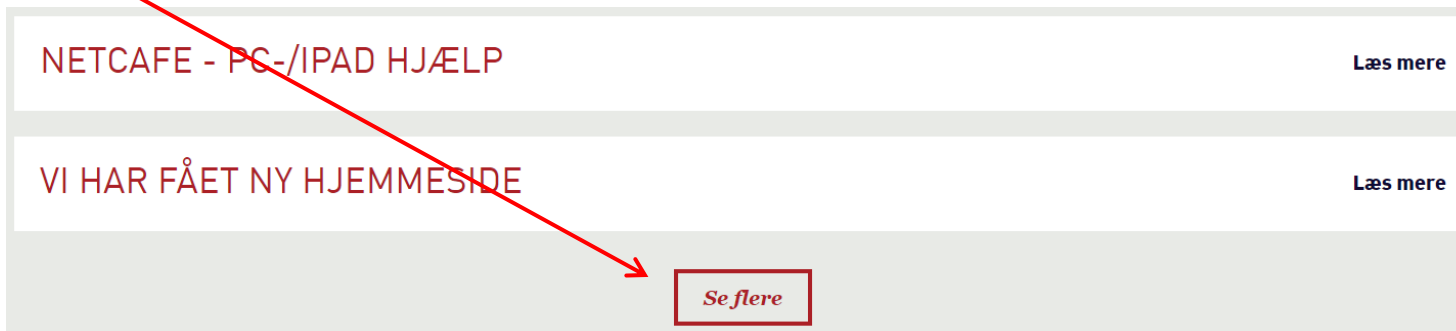 NETCAFE - PC-/IPAD HJÆLP Læs mere
VI HAR FÅET NY HJEMMESIDE Læs mere
Se flere